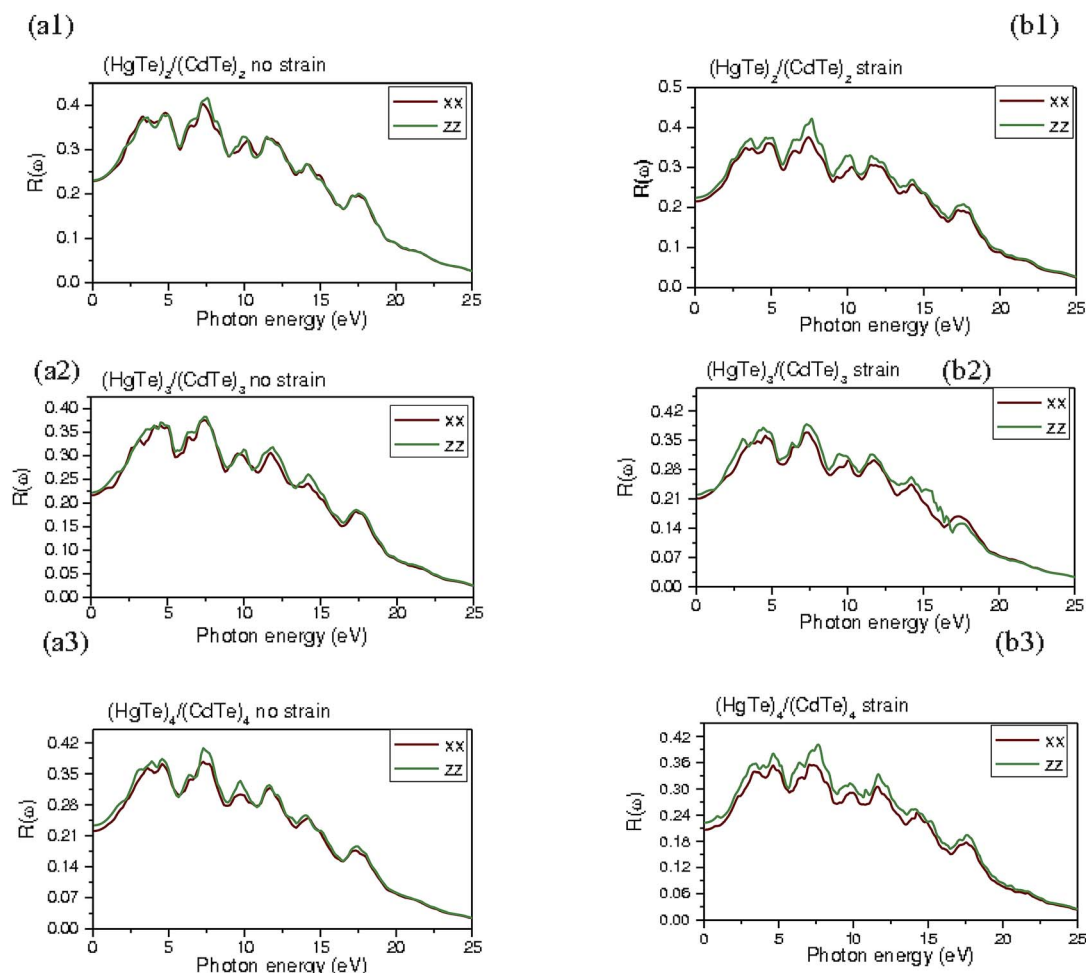 (a1)
(HgTe)2/(CdTe)2 no strain
xx
zz
0.4
0.3
0.2
0.1
0.0
R(ω)
0 5 10 15 20 25
Photon energy (eV)
(b1)
(HgTe)2/(CdTe)2 strain
xx
zz
0.5
0.4
0.3
0.2
0.1
0.0
R(ω)
0 5 10 15 20 25
Photon energy (eV)
(a2)
(HgTe)3/(CdTe)3 no strain
xx
zz
0.40
0.35
0.30
0.25
0.20
0.15
0.10
0.05
0.00
R(ω)
0 5 10 15 20 25
Photon energy (eV)
(b2)
(HgTe)3/(CdTe)3 strain
xx
zz
0.42
0.35
0.28
0.21
0.14
0.07
0.00
R(ω)
0 5 10 15 20 25
Photon energy (eV)
(a3)
(HgTe)4/(CdTe)4 no strain
xx
zz
0.42
0.35
0.28
0.21
0.14
0.07
0.00
R(ω)
0 5 10 15 20 25
Photon energy (eV)
(b3)
(HgTe)4/(CdTe)4 strain
xx
zz
0.42
0.36
0.30
0.24
0.18
0.12
0.06
0.00
R(ω)
0 5 10 15 20 25
Photon energy (eV)